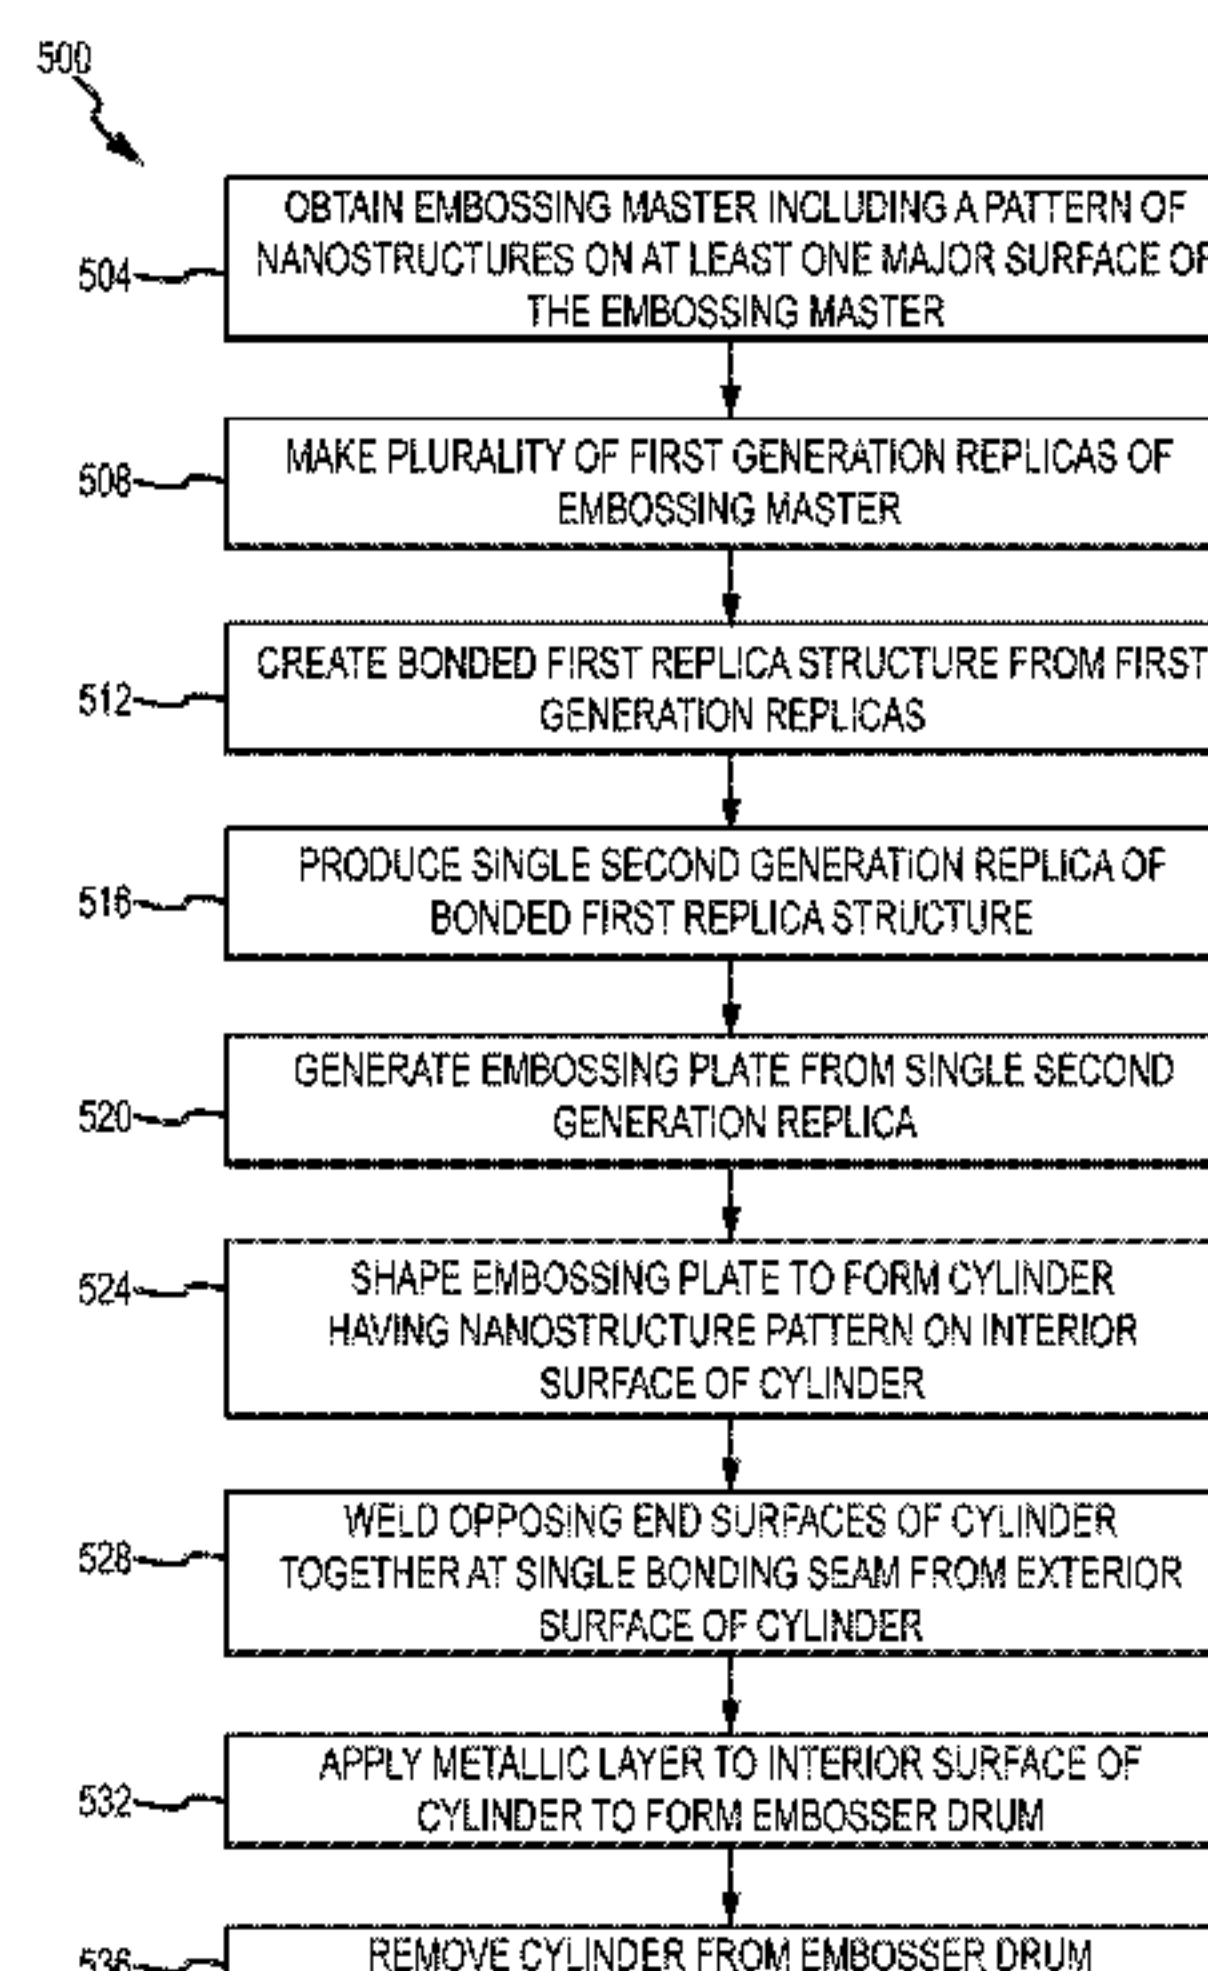 500
504
OBTAIN EMBOSSING MASTER INCLUDING A PATTERN OF
NANOSTRUCTURES ON AT LEAST ONE MAJOR SURFACE OF
THE EMBOSSING MASTER
508
MAKE PLURALITY OF FIRST GENERATION REPLICAS OF
EMBOSSING MASTER
512
CREATE BONDED FIRST REPLICA STRUCTURE FROM FIRST
GENERATION REPLICAS
516
PRODUCE SINGLE SECOND GENERATION REPLICA OF
BONDED FIRST REPLICA STRUCTURE
520
GENERATE EMBOSSING PLATE FROM SINGLE SECOND
GENERATION REPLICA
524
SHAPE EMBOSSING PLATE TO FORM CYLINDER
HAVING NANOSTRUCTURE PATTERN ON INTERIOR
SURFACE OF CYLINDER
528
WELD OPPOSING END SURFACES OF CYLINDER
TOGETHER AT SINGLE BONDING SEAM FROM EXTERIOR
SURFACE OF CYLINDER
532
APPLY METALLIC LAYER TO INTERIOR SURFACE OF
CYLINDER TO FORM EMBOSSER DRUM
536
REMOVE CYLINDER FROM EMBOSSER DRUM